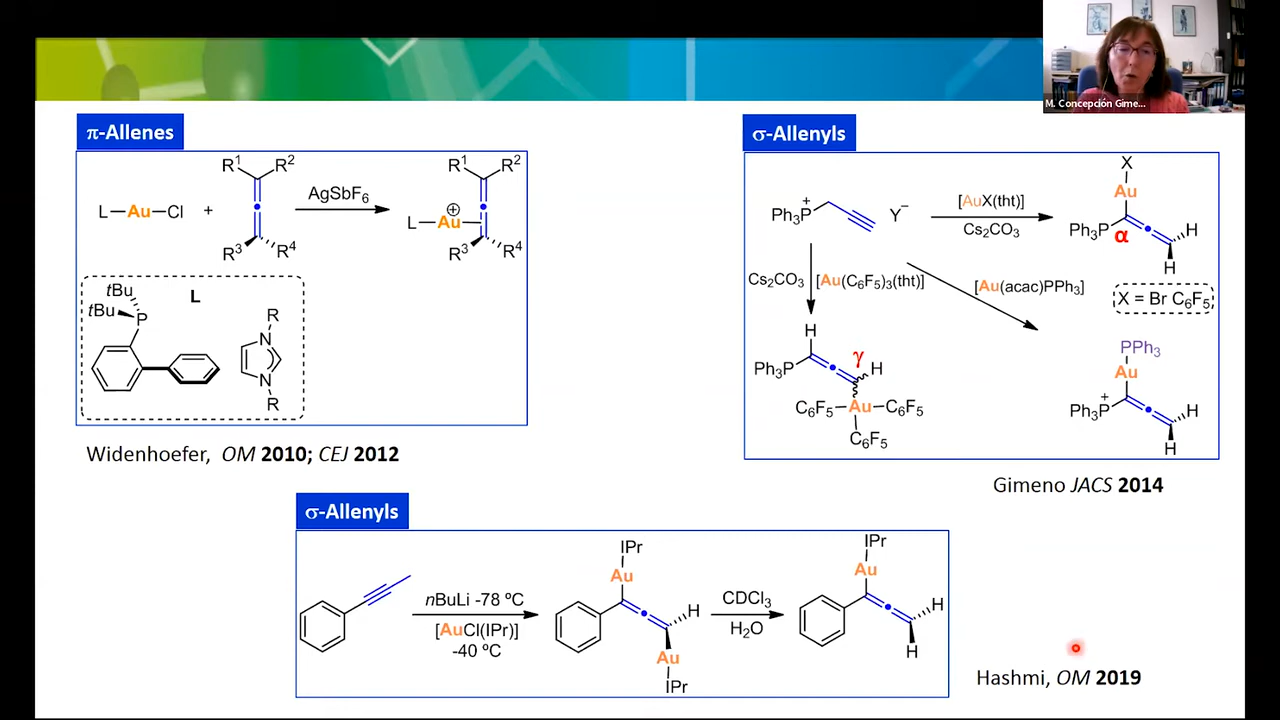 M. Concepción Gime...
π-Allenes
R1 R2
L Au Cl + R3 R4
AgSbF6
R1 R2
L Au ⊕
R3 R4
tBu
tBu P
L
R
N
N
R
Widenhoefer, OM 2010; CEJ 2012
σ-Allenyls
Ph3P + Y−
[AuX(tht)]
Cs2CO3
X
Au
Ph3P α H
H
X = Br C6F5
Cs2CO3 [Au(C6F5)3(tht)]
[Au(acac)PPh3]
H
Ph3P γ H
C6F5 Au C6F5
C6F5
PPh3
Au
Ph3P + H
H
Gimeno JACS 2014
σ-Allenyls
nBuLi -78 ºC
[AuCl(IPr)]
-40 ºC
IPr
Au
H
Au
IPr
CDCl3
H2O
IPr
Au
H
H
Hashmi, OM 2019